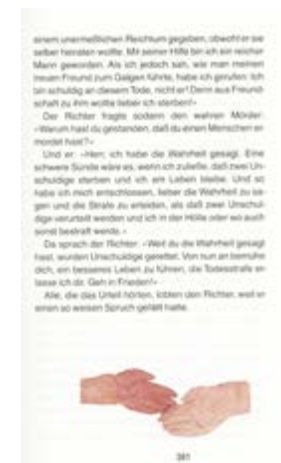 einem unermeßlichen Reichtum gegeben, obwohl er sie
selber heiraten wollte. Mit seiner Hilfe bin ich ein reicher
Mann geworden. Als ich jedoch sah, wie man meinen
treuen Freund zum Galgen führte, habe ich gerufen: Ich
bin schuldig an diesem Tode, nicht er! Denn aus Freund-
schaft zu ihm wollte lieber ich sterben!«
Der Richter fragte sodann den wahren Mörder:
»Warum hast du gestanden, daß du einen Menschen er-
mordet hast?«
Und er: »Herr, ich habe die Wahrheit gesagt. Eine
schwere Sünde wäre es, wenn ich zuließe, daß zwei Un-
schuldige sterben und ich am Leben bleibe. Und so
habe ich mich entschlossen, lieber die Wahrheit zu sa-
gen und die Strafe zu erleiden, als daß zwei Unschul-
dige verurteilt werden und ich in der Hölle oder wo auch
sonst bestraft werde.«
Da sprach der Richter: »Weil du die Wahrheit gesagt
hast, wurden Unschuldige gerettet. Von nun an bemühe
dich, ein besseres Leben zu führen, die Todesstrafe er-
lasse ich dir. Geh in Frieden!«
Alle, die das Urteil hörten, lobten den Richter, weil er
einen so weisen Spruch gefällt hatte.
381